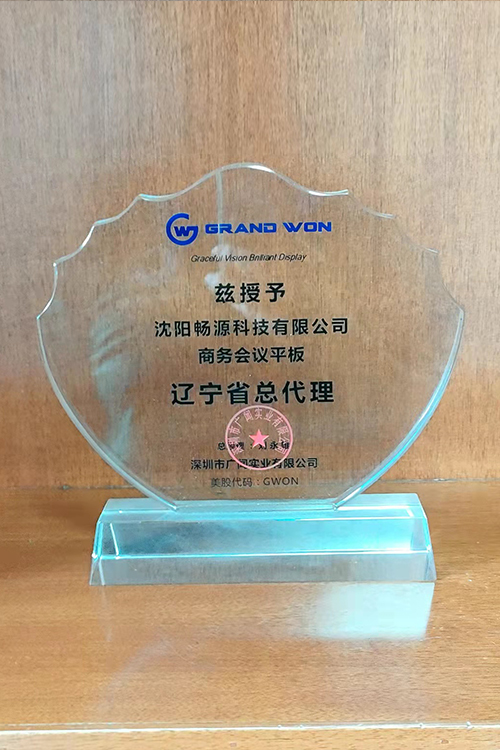 GW GRAND WON
Graceful Vision Brilliant Display
兹授予
沈阳畅源科技有限公司
商务会议平板
辽宁省总代理
深圳市广阅实业有限公司
美股代码：GWON